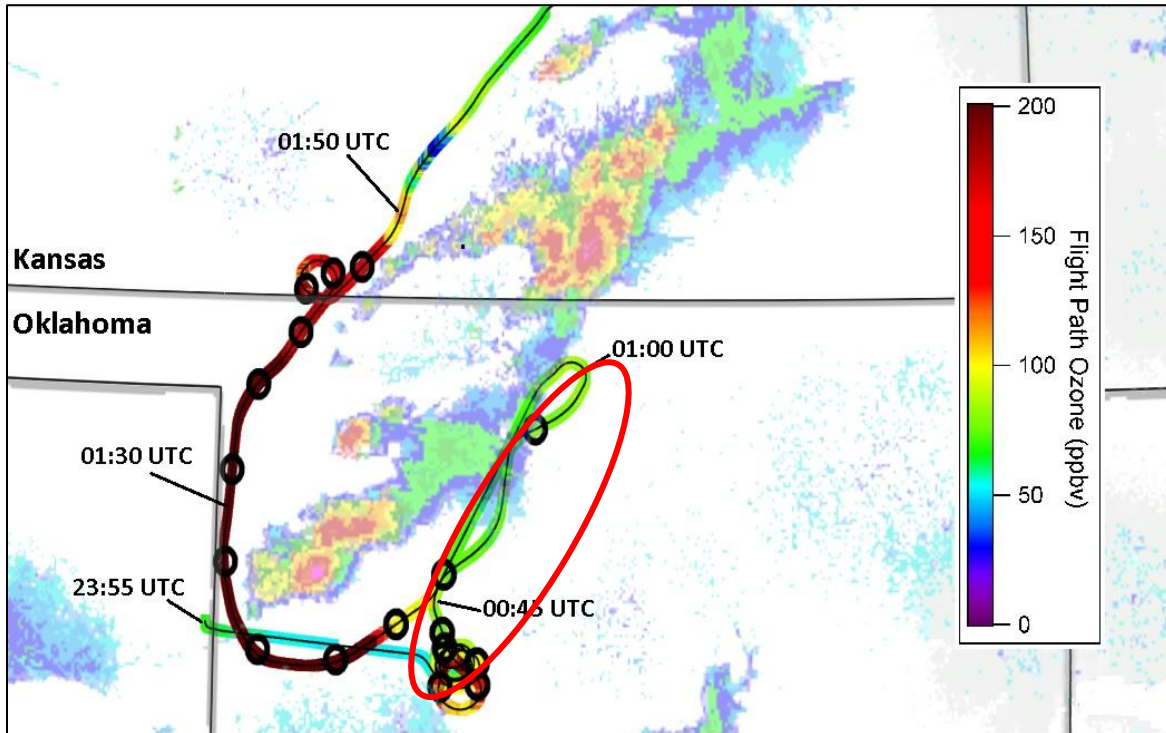 01:50 UTC
Kansas
Oklahoma
01:00 UTC
01:30 UTC
23:55 UTC
00:45 UTC
200
150
100
50
0
Flight Path Ozone (ppbv)